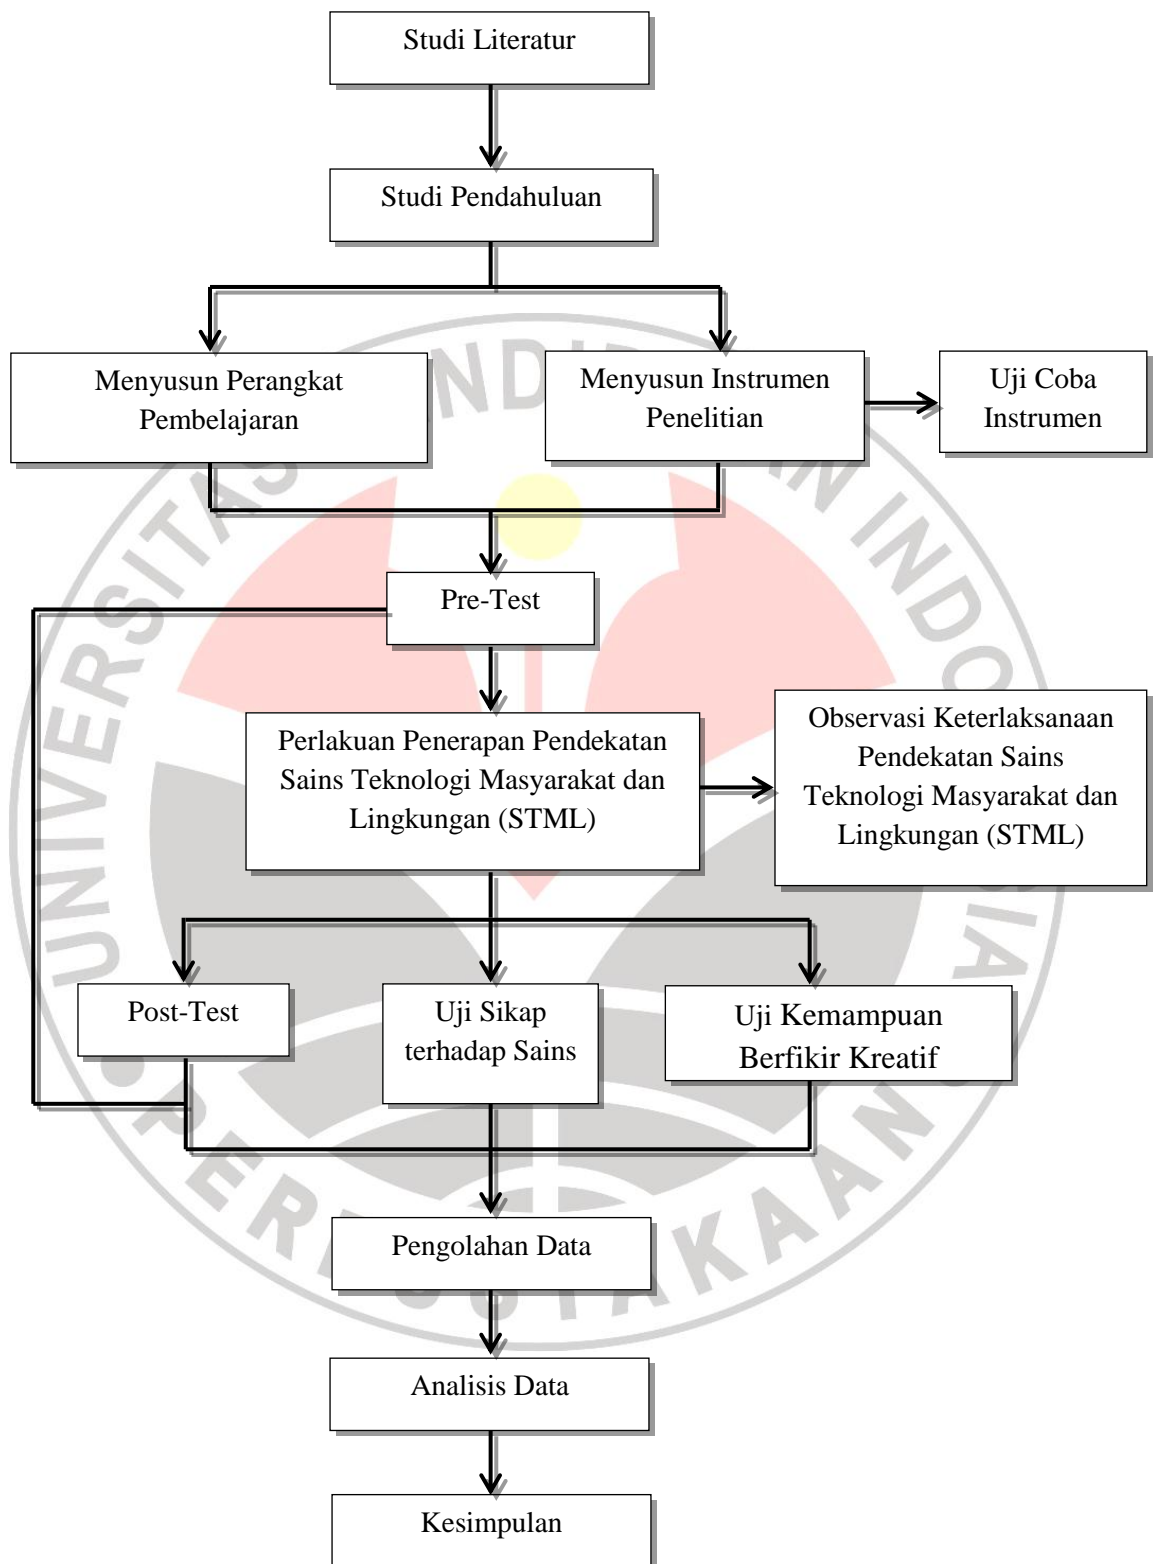 Studi Literatur
Studi Pendahuluan
Menyusun Perangkat
Pembelajaran
Menyusun Instrumen
Penelitian
Uji Coba
Instrumen
Pre-Test
Perlakuan Penerapan Pendekatan
Sains Teknologi Masyarakat dan
Lingkungan (STML)
Observasi Keterlaksanaan
Pendekatan Sains
Teknologi Masyarakat dan
Lingkungan (STML)
Post-Test
Uji Sikap
terhadap Sains
Uji Kemampuan
Berfikir Kreatif
Pengolahan Data
Analisis Data
Kesimpulan
UNIVERSITAS
INDONESIA